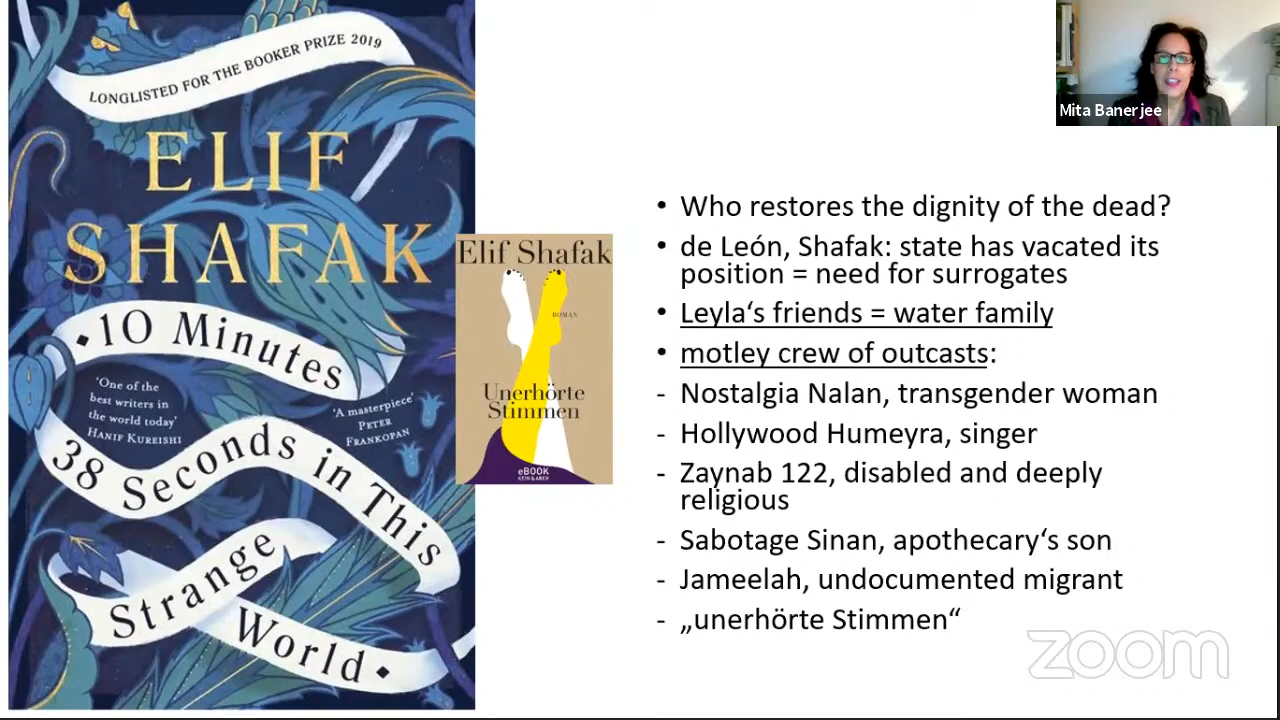 LONGLISTED FOR THE BOOKER PRIZE 2019
ELIF
SHAFAK
10 Minutes
'One of the
best writers in
the world today'
HANIF KUREISHI
'A masterpiece'
PETER
FRANKOPAN
38 Seconds in This
Strange
World
Elif Shafak
ROMAN
Unerhörte
Stimmen
eBOOK
KEIN & ABER
Mita Banerjee
• Who restores the dignity of the dead?
• de León, Shafak: state has vacated its
position = need for surrogates
• Leyla‘s friends = water family
• motley crew of outcasts:
- Nostalgia Nalan, transgender woman
- Hollywood Humeyra, singer
- Zaynab 122, disabled and deeply
religious
- Sabotage Sinan, apothecary‘s son
- Jameelah, undocumented migrant
- „unerhörte Stimmen“
zoom